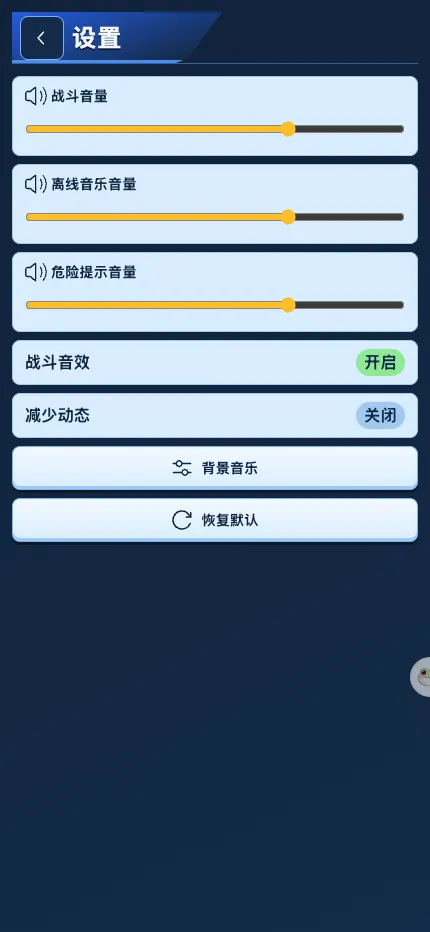 设置
战斗音量
离线音乐音量
危险提示音量
战斗音效 开启
减少动态 关闭
背景音乐
恢复默认